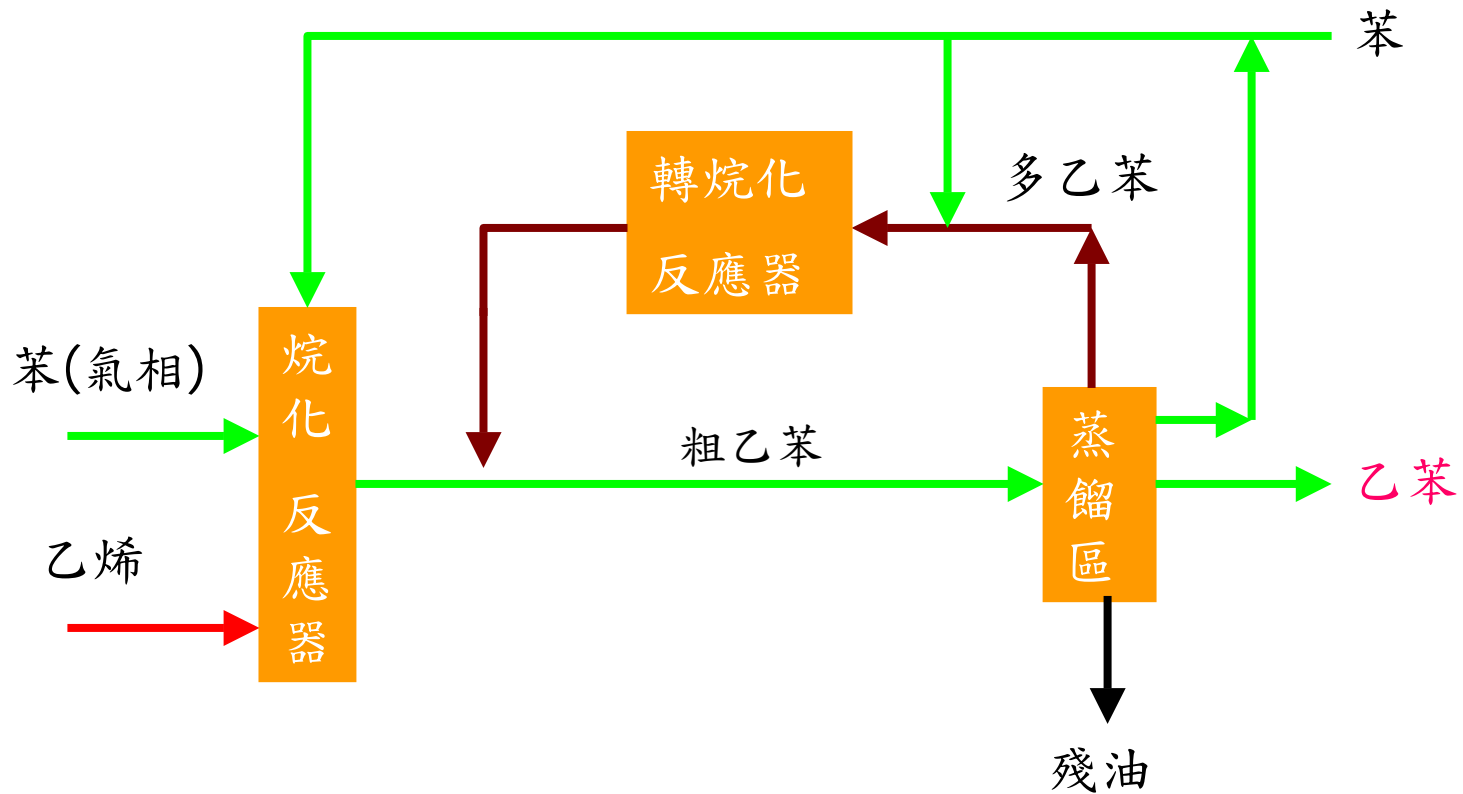 苯
轉烷化
反應器
多乙苯
苯(氣相)
烷
化
反
應
器
粗乙苯
蒸
餾
區
乙苯
乙烯
殘油